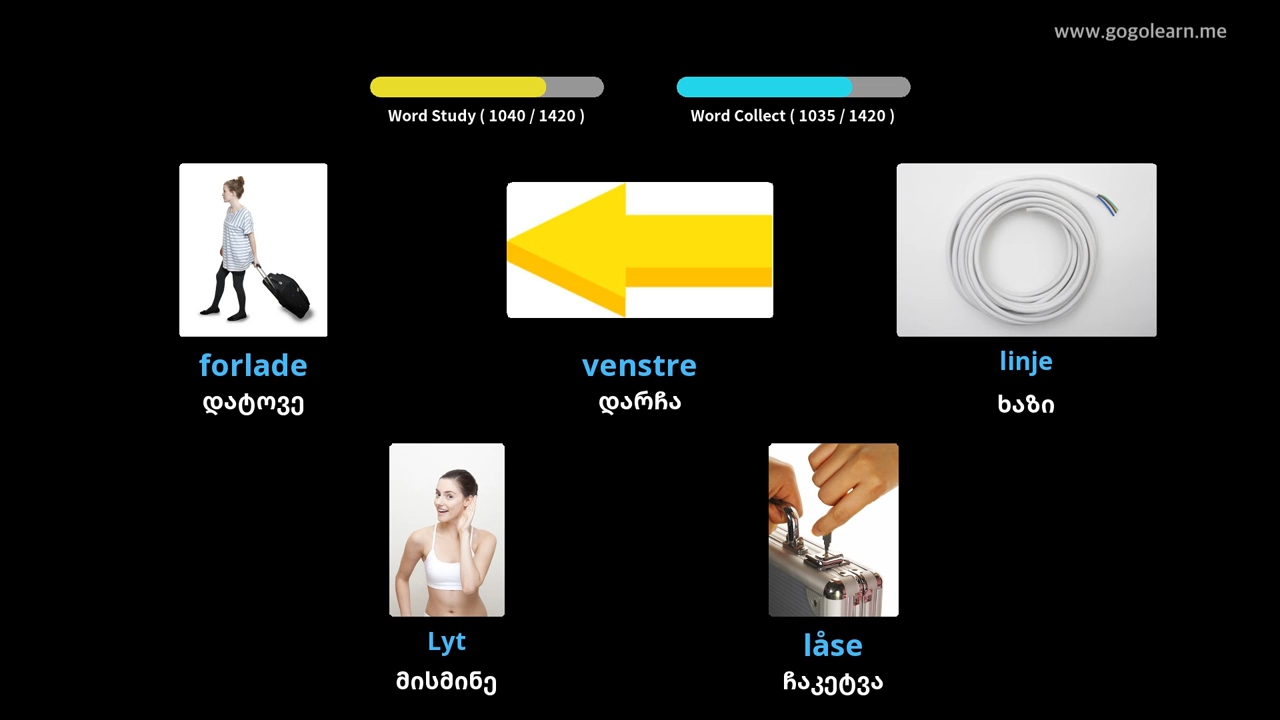 www.gogolearn.me
Word Study ( 1040 / 1420 )
Word Collect ( 1035 / 1420 )
forlade
დატოვე
venstre
დარჩა
linje
ხაზი
Lyt
მისმინე
låse
ჩაკეტვა